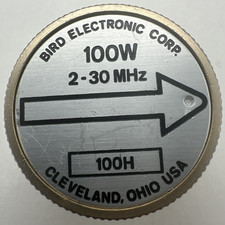 BIRD ELECTRONIC CORP.
100W
2-30 MHz
100H
CLEVELAND, OHIO USA